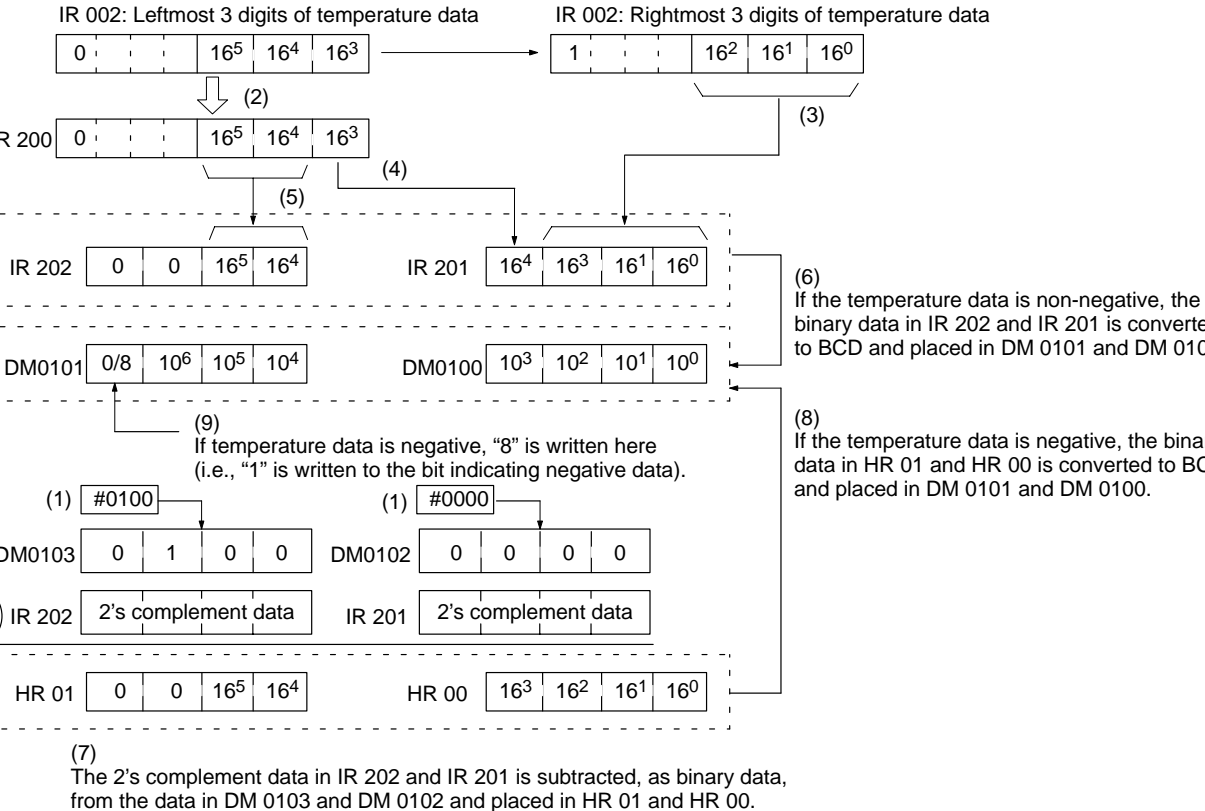 IR 002: Leftmost 3 digits of temperature data IR 002: Rightmost 3 digits of temperature data
0 16⁵ 16⁴ 16³ 1 16² 16¹ 16⁰
(2)
(3)
R 200 0 16⁵ 16⁴ 16³
(4)
(5)
IR 202 0 0 16⁵ 16⁴ IR 201 16⁴ 16³ 16¹ 16⁰
(6)
If the temperature data is non-negative, the
binary data in IR 202 and IR 201 is converte
to BCD and placed in DM 0101 and DM 010
DM0101 0/8 10⁶ 10⁵ 10⁴ DM0100 10³ 10² 10¹ 10⁰
(9)
If temperature data is negative, “8” is written here
(i.e., “1” is written to the bit indicating negative data).
(8)
If the temperature data is negative, the bina
data in HR 01 and HR 00 is converted to BC
and placed in DM 0101 and DM 0100.
(1) #0100 (1) #0000
DM0103 0 1 0 0 DM0102 0 0 0 0
) IR 202 2's complement data IR 201 2's complement data
HR 01 0 0 16⁵ 16⁴ HR 00 16³ 16² 16¹ 16⁰
(7)
The 2's complement data in IR 202 and IR 201 is subtracted, as binary data,
from the data in DM 0103 and DM 0102 and placed in HR 01 and HR 00.